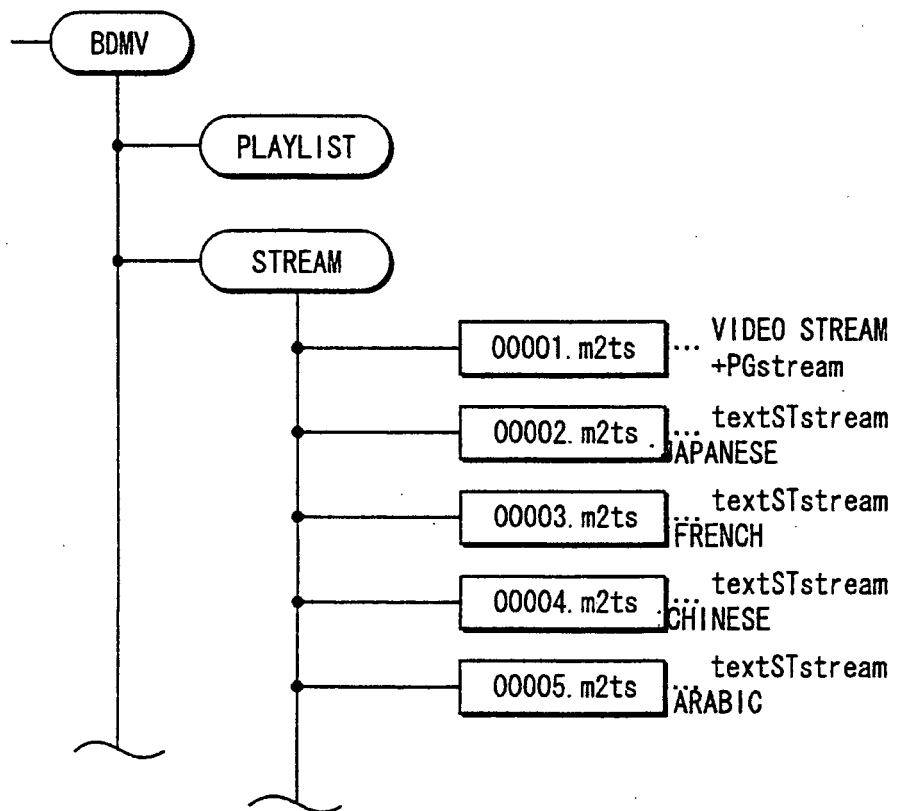 BDMV
PLAYLIST
STREAM
00001.m2ts ... VIDEO STREAM
+PGstream
00002.m2ts ... textSTstream
JAPANESE
00003.m2ts ... textSTstream
FRENCH
00004.m2ts ... textSTstream
CHINESE
00005.m2ts ... textSTstream
ARABIC